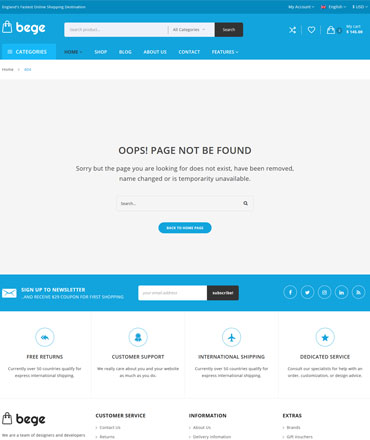 England's Fastest Online Shopping Destination
My Account
English
$ USD
bege
Search product...
All Categories
Search
My cart
$ 145.00
CATEGORIES
HOME
SHOP
BLOG
ABOUT US
CONTACT
FEATURES
Home
404
OOPS! PAGE NOT BE FOUND
Sorry but the page you are looking for does not exist, have been removed,
name changed or is temporarity unavailable.
Search...
BACK TO HOME PAGE
SIGN UP TO NEWSLETTER
...AND RECEIVE $29 COUPON FOR FIRST SHOPPING
your email address
subscribe!
FREE RETURNS
Currently over 50 countries qualify for
express international shipping.
CUSTOMER SUPPORT
We really care about you and your website
as much as you do.
INTERNATIONAL SHIPPING
Currently over 50 countries qualify for
express international shipping.
DEDICATED SERVICE
Consult our specialists for help with an
order, customization, or design advice.
bege
We are a team of designers and developers
CUSTOMER SERVICE
Contact Us
Returns
INFORMATION
About Us
Delivery Information
EXTRAS
Brands
Gift Vouchers